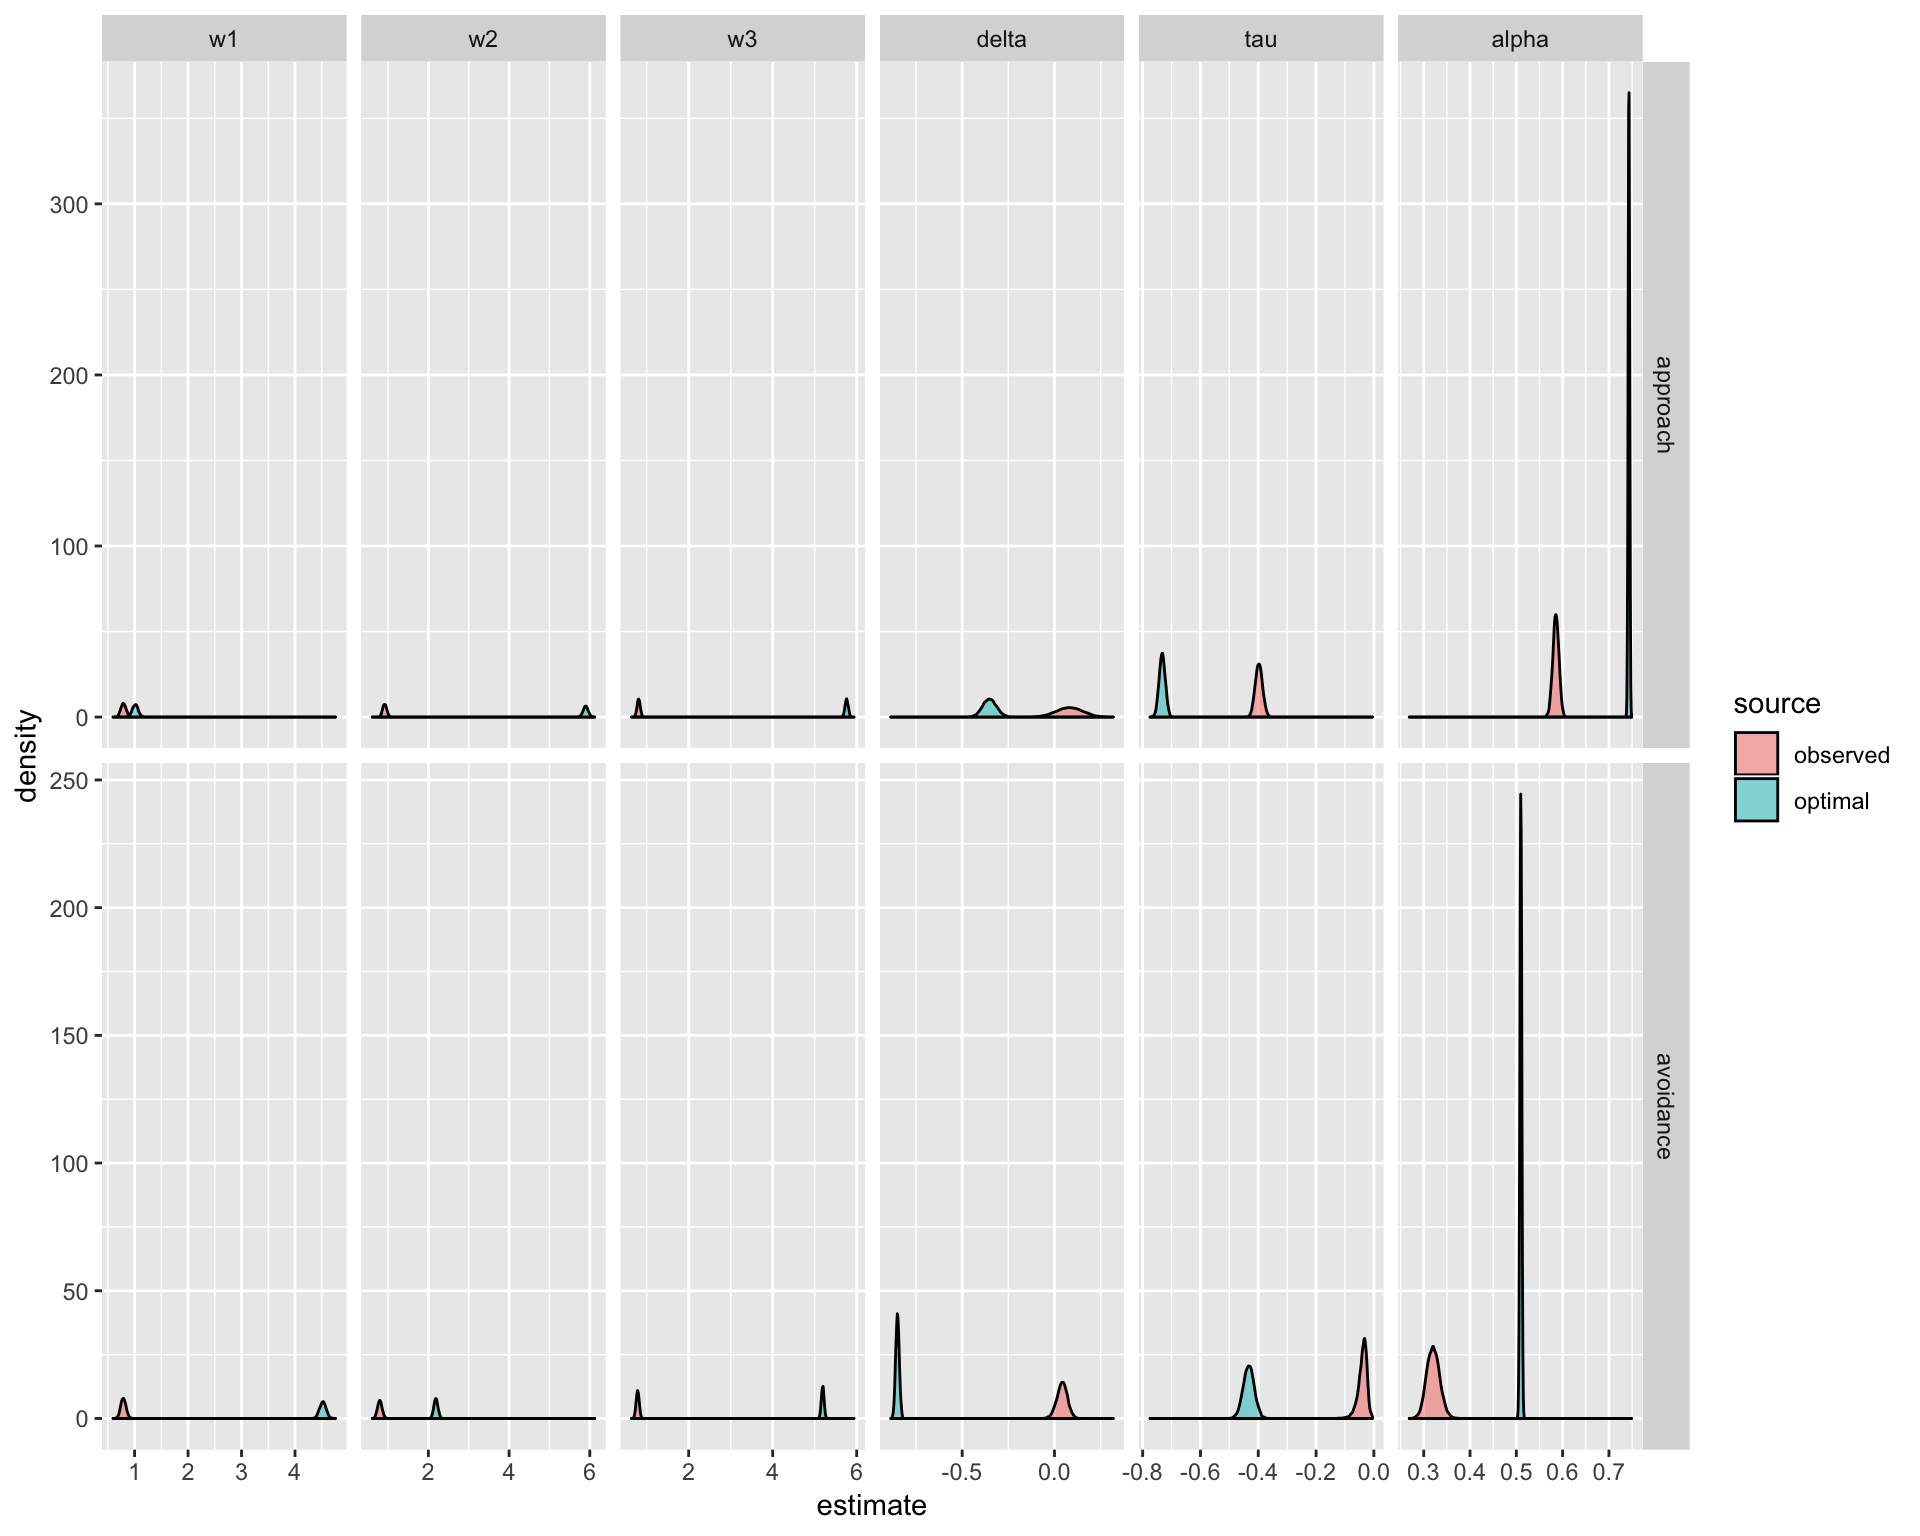 w1 w2 w3 delta tau alpha
300
200
100
0
approach
250
200
150
100
50
0
avoidance
density
1 2 3 4 2 4 6 2 4 6 -0.5 0.0 -0.8 -0.6 -0.4 -0.2 0.0 0.3 0.4 0.5 0.6 0.7
estimate
source
observed
optimal